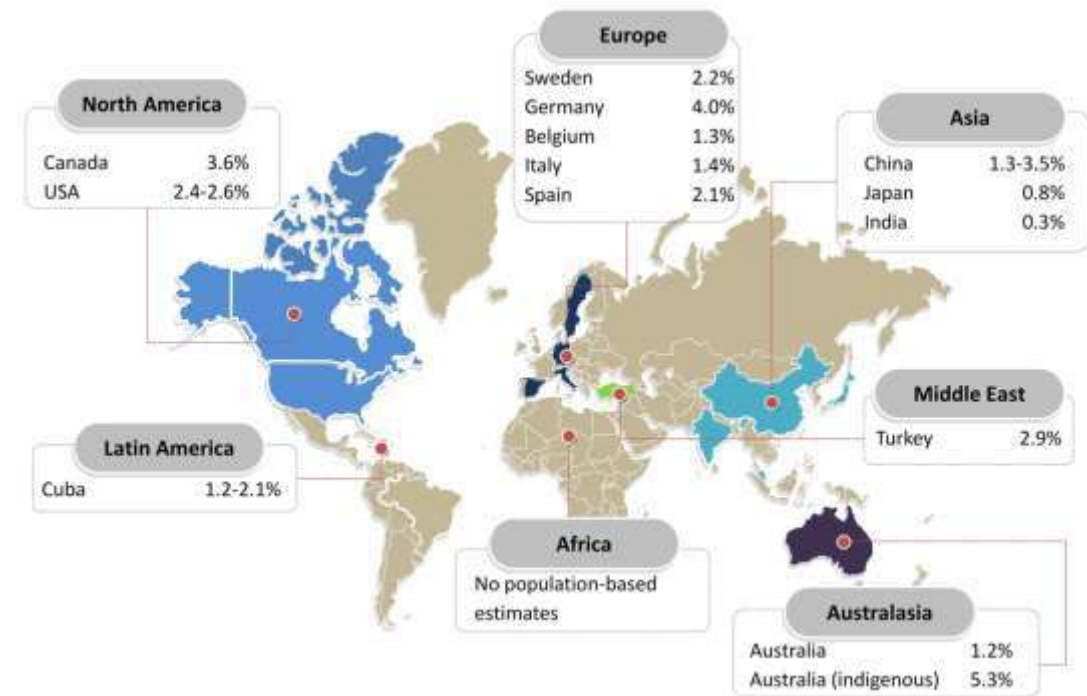 Europe
Sweden 2.2%
Germany 4.0%
Belgium 1.3%
Italy 1.4%
Spain 2.1%
North America
Canada 3.6%
USA 2.4-2.6%
Asia
China 1.3-3.5%
Japan 0.8%
India 0.3%
Middle East
Turkey 2.9%
Latin America
Cuba 1.2-2.1%
Africa
No population-based
estimates
Australasia
Australia 1.2%
Australia (indigenous) 5.3%